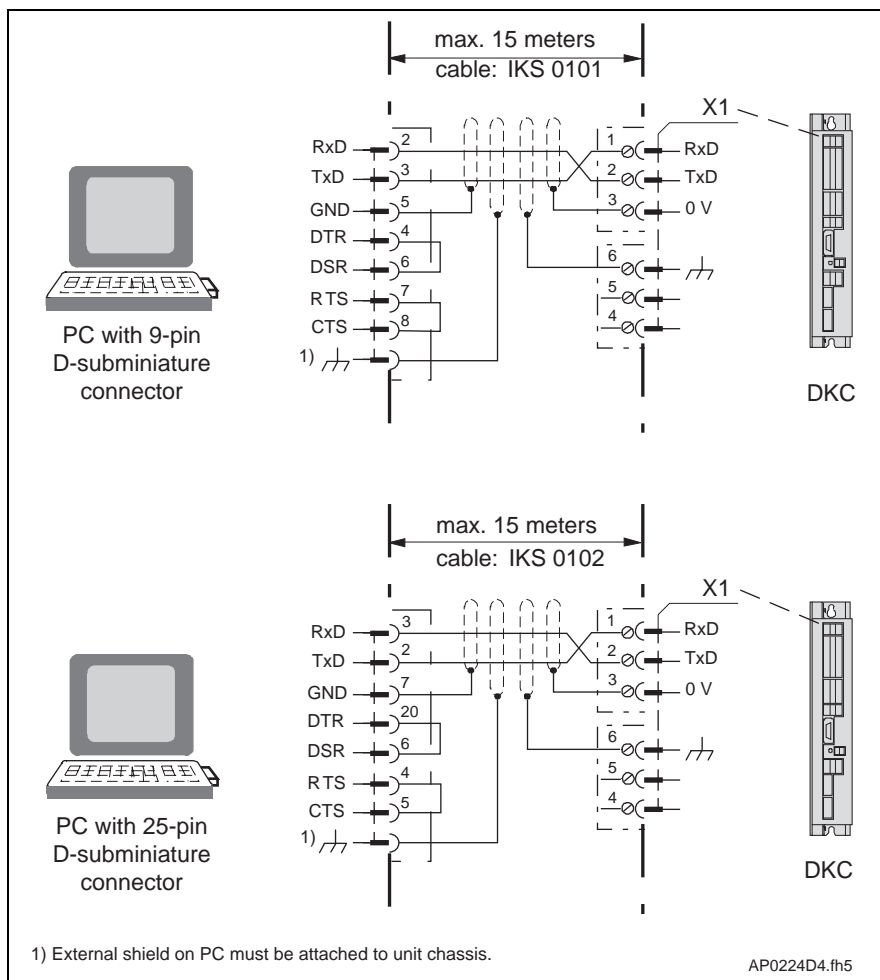 max. 15 meters
cable: IKS 0101
X1
RxD 2 1 RxD
TxD 3 2 TxD
GND 5 3 0 V
DTR 4
DSR 6 6
RTS 7 5
CTS 8 4
1)
PC with 9-pin
D-subminiature
connector
DKC
max. 15 meters
cable: IKS 0102
X1
RxD 3 1 RxD
TxD 2 2 TxD
GND 7 3 0 V
DTR 20
DSR 6 6
RTS 4 5
CTS 5 4
1)
PC with 25-pin
D-subminiature
connector
DKC
1) External shield on PC must be attached to unit chassis.
AP0224D4.fh5